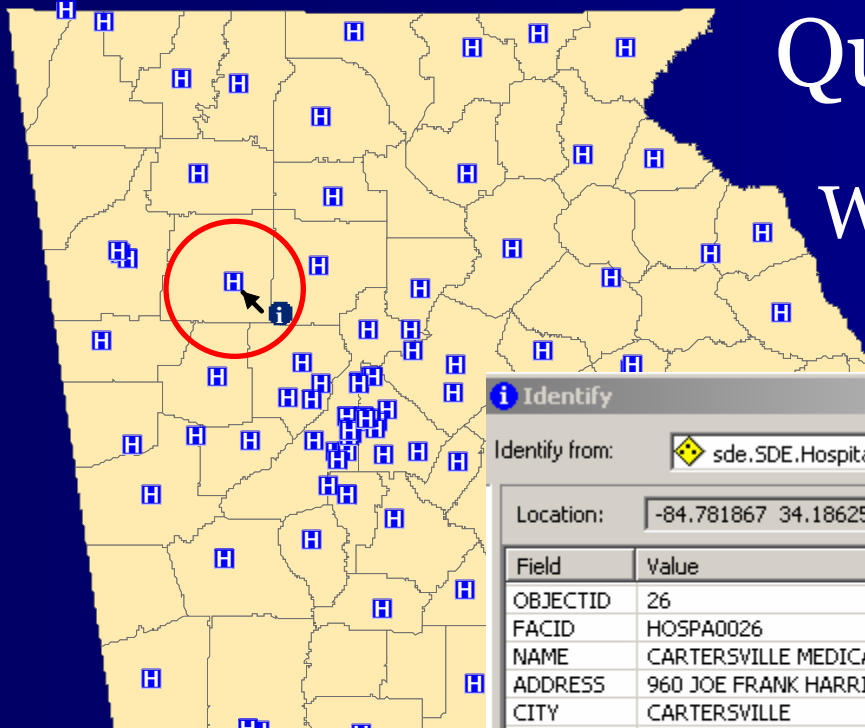 Qu
W
Identify
Identify from: sde.SDE.Hospita
Location: -84.781867 34.18625
Field Value
OBJECTID 26
FACID HOSPA0026
NAME CARTERSVILLE MEDICA
ADDRESS 960 JOE FRANK HARRI
CITY CARTERSVILLE